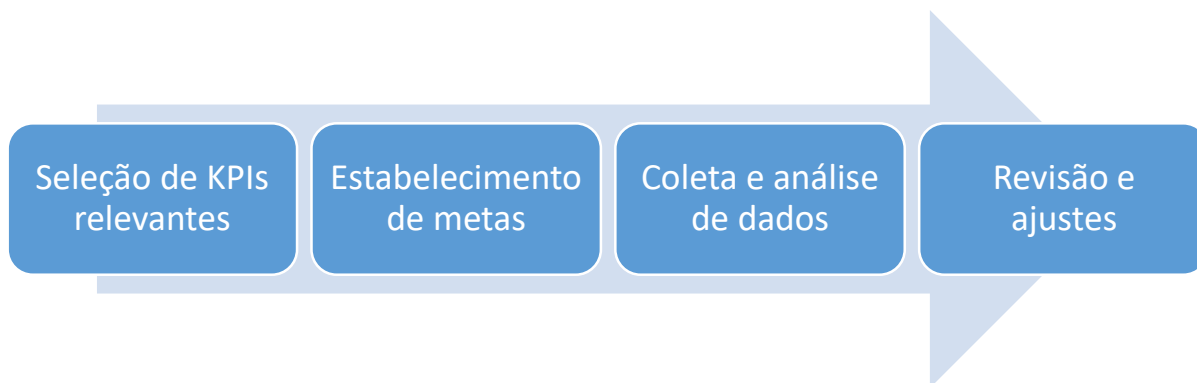 Seleção de KPIs
relevantes
Estabelecimento
de metas
Coleta e análise
de dados
Revisão e
ajustes